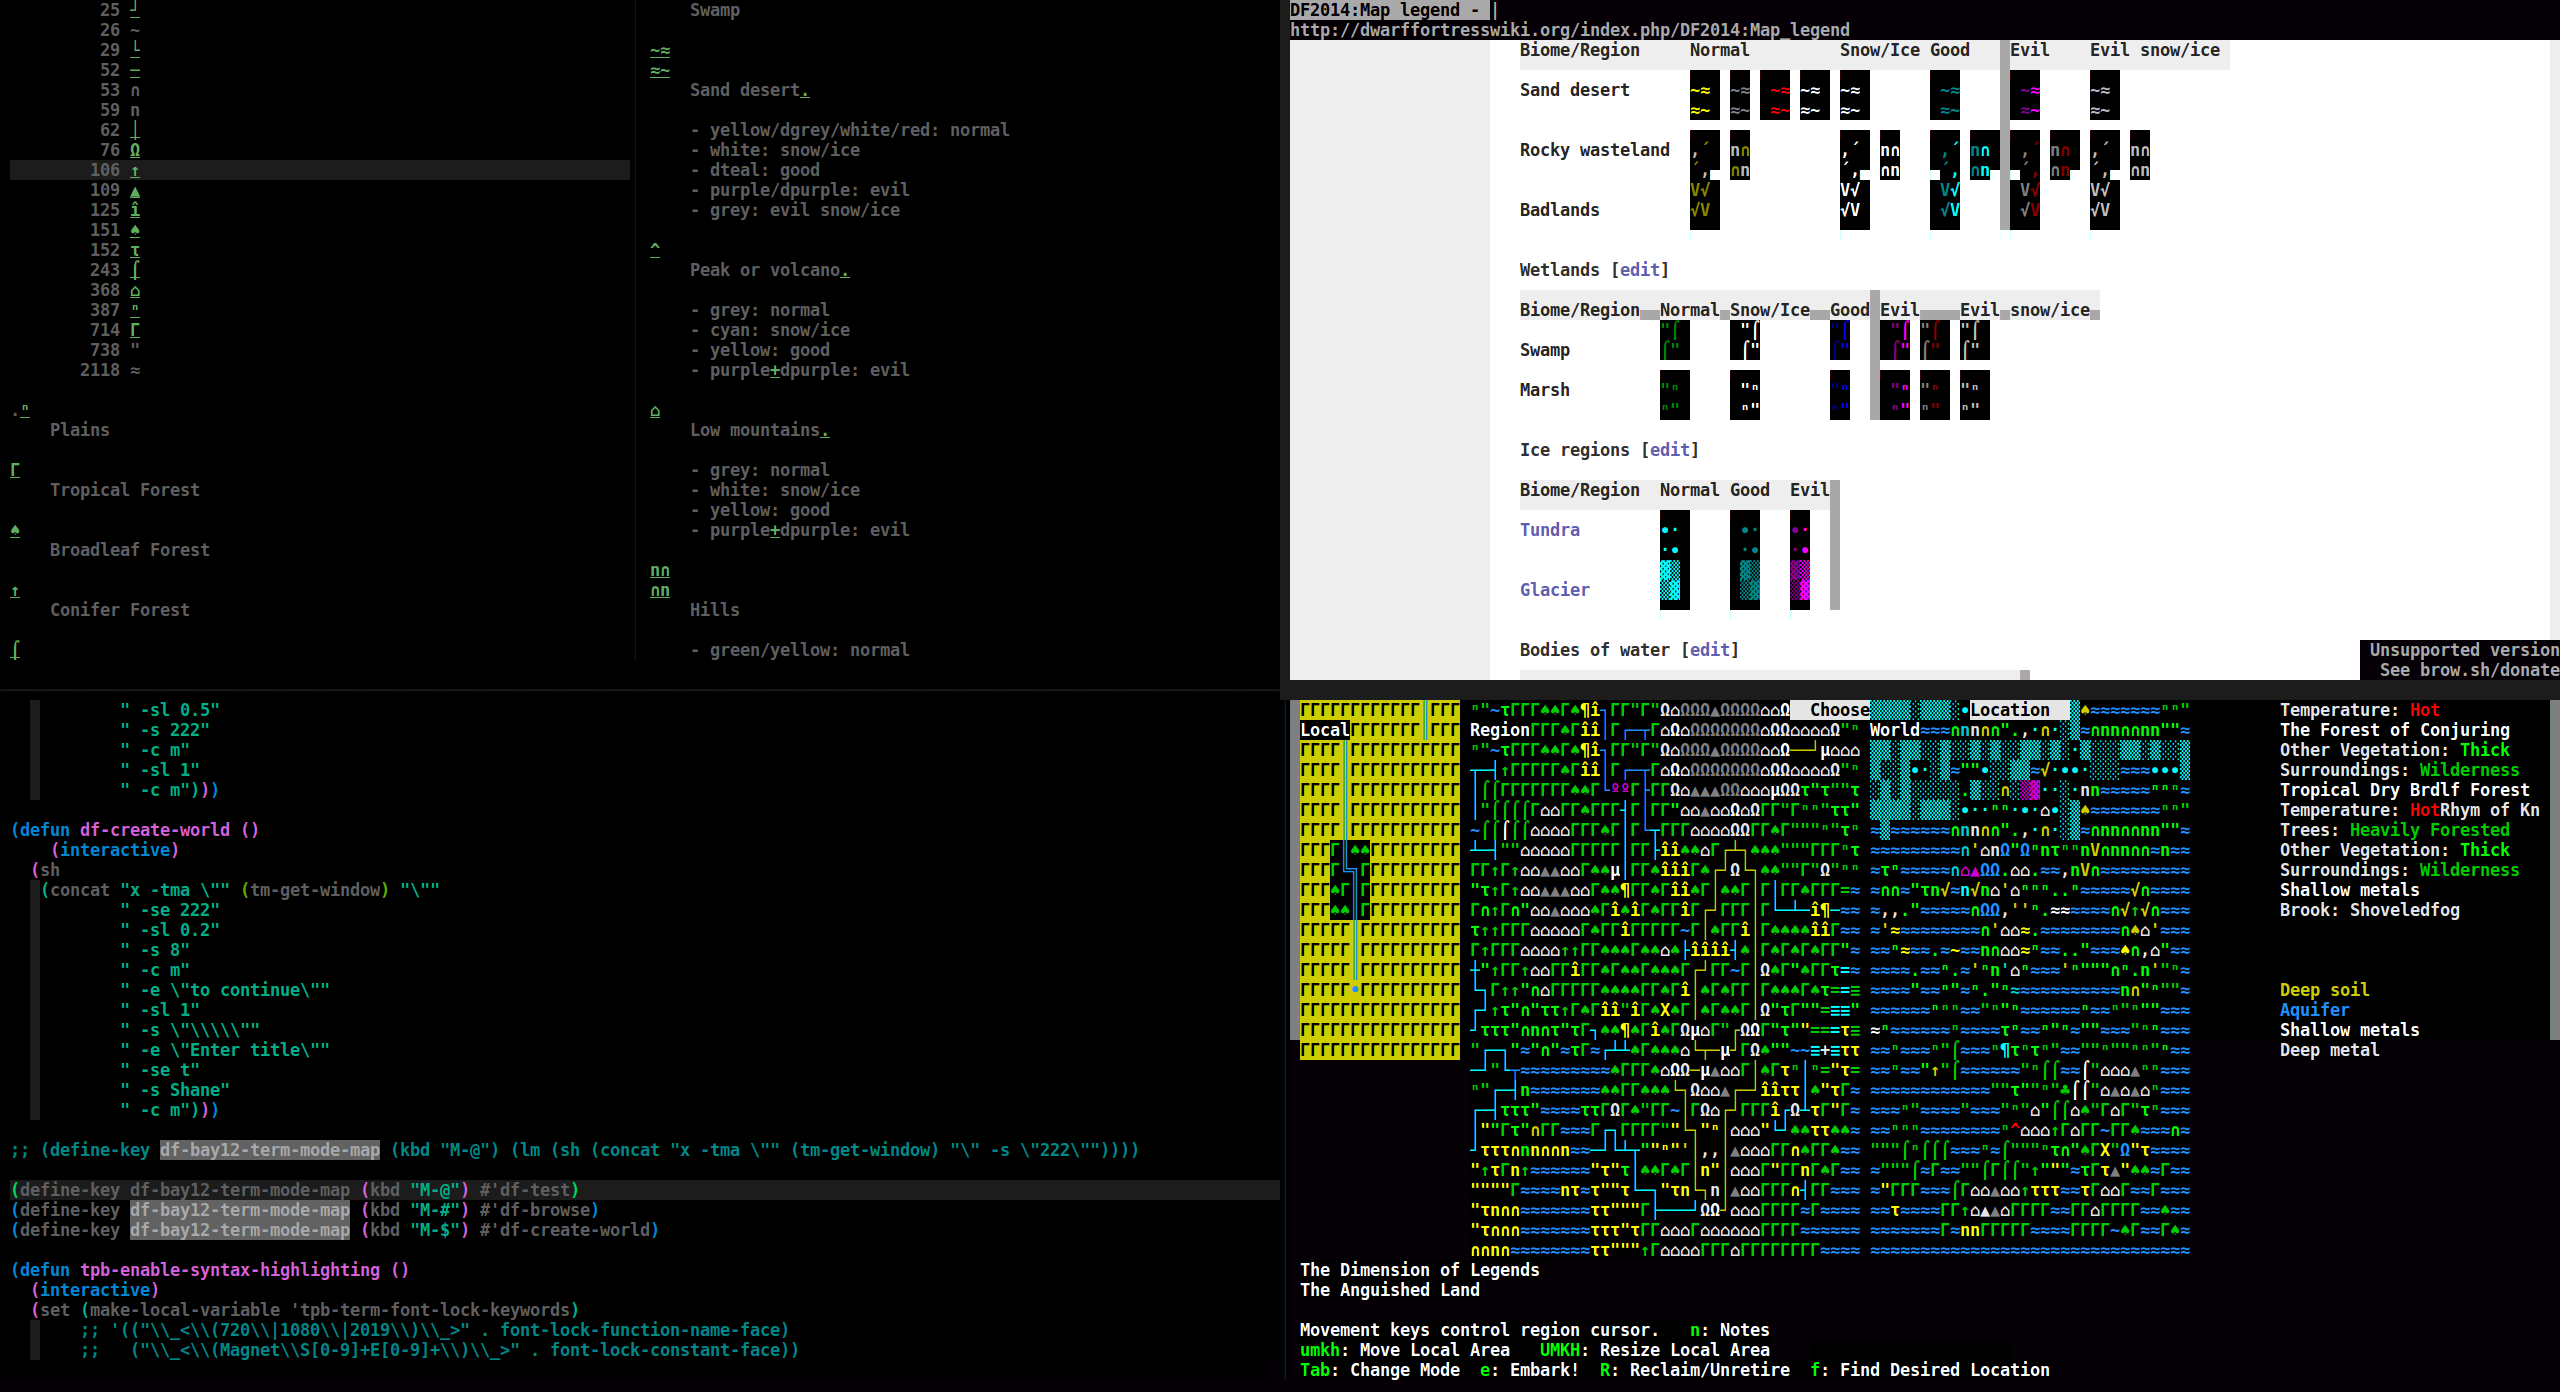 25 ┘
26 ~
29 └
52 ─
53 ∩
59 n
62 │
76 Ω
106 ↑
109 ▲
125 î
151 ♠
152 τ
243 ⌠
368 ⌂
387 ⁿ
714 Γ
738 "
2118 ≈
.ⁿ
Plains
Γ
Tropical Forest
♠
Broadleaf Forest
↑
Conifer Forest
⌠
Swamp
~≈
≈~
Sand desert.
- yellow/dgrey/white/red: normal
- white: snow/ice
- dteal: good
- purple/dpurple: evil
- grey: evil snow/ice
^
Peak or volcano.
- grey: normal
- cyan: snow/ice
- yellow: good
- purple+dpurple: evil
⌂
Low mountains.
- grey: normal
- white: snow/ice
- yellow: good
- purple+dpurple: evil
n∩
∩n
Hills
- green/yellow: normal
DF2014:Map legend - |
http://dwarffortresswiki.org/index.php/DF2014:Map_legend
Biome/Region Normal Snow/Ice Good Evil Evil snow/ice
Sand desert
Rocky wasteland
Badlands
Wetlands [edit]
Biome/Region Normal Snow/Ice Good Evil Evil snow/ice
Swamp
Marsh
Ice regions [edit]
Biome/Region Normal Good Evil
Tundra
Glacier
Bodies of water [edit]
Unsupported version
See brow.sh/donate
" -sl 0.5"
" -s 222"
" -c m"
" -sl 1"
" -c m")))
(defun df-create-world ()
(interactive)
(sh
(concat "x -tma \"" (tm-get-window) "\""
" -se 222"
" -sl 0.2"
" -s 8"
" -c m"
" -e \"to continue\""
" -sl 1"
" -s \"\\\\\""
" -e \"Enter title\""
" -se t"
" -s Shane"
" -c m")))
;; (define-key df-bay12-term-mode-map (kbd "M-@") (lm (sh (concat "x -tma \"" (tm-get-window) "\" -s \"222\""))))
(define-key df-bay12-term-mode-map (kbd "M-@") #'df-test)
(define-key df-bay12-term-mode-map (kbd "M-#") #'df-browse)
(define-key df-bay12-term-mode-map (kbd "M-$") #'df-create-world)
(defun tpb-enable-syntax-highlighting ()
(interactive)
(set (make-local-variable 'tpb-term-font-lock-keywords)
;; '(("\\_<\\(720\\|1080\\|2019\\)\\_>" . font-lock-function-name-face)
;; ("\\_<\\(Magnet\\S[0-9]+E[0-9]+\\)\\_>" . font-lock-constant-face))
Choose Location
Local Region World
Temperature: Hot
The Forest of Conjuring
Other Vegetation: Thick
Surroundings: Wilderness
Tropical Dry Brdlf Forest
Temperature: HotRhym of Kn
Trees: Heavily Forested
Other Vegetation: Thick
Surroundings: Wilderness
Shallow metals
Brook: Shoveledfog
Deep soil
Aquifer
Shallow metals
Deep metal
The Dimension of Legends
The Anguished Land
Movement keys control region cursor. n: Notes
umkh: Move Local Area UMKH: Resize Local Area
Tab: Change Mode e: Embark! R: Reclaim/Unretire f: Find Desired Location